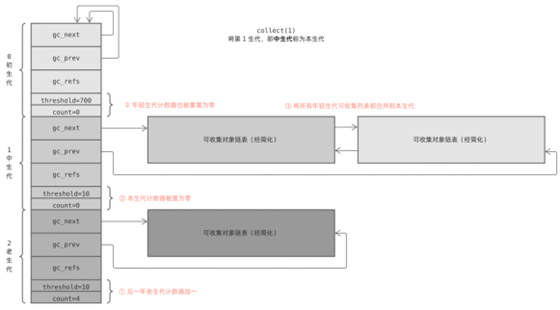 collect(1)
将第 1 生代，即中生代称为本生代
0
初
生
代
gc_next
gc_prev
gc_refs
threshold=700
count=0
② 年轻生代计数器也被重置为零
③ 将所有年轻生代可收集列表都合并到本生代
1
中
生
代
gc_next
gc_prev
gc_refs
threshold=10
count=0
可收集对象链表 (经简化)
可收集对象链表 (经简化)
② 本生代计数器被置为零
2
老
生
代
gc_next
gc_prev
gc_refs
threshold=10
count=4
可收集对象链表 (经简化)
① 后一年老生代计数器加一